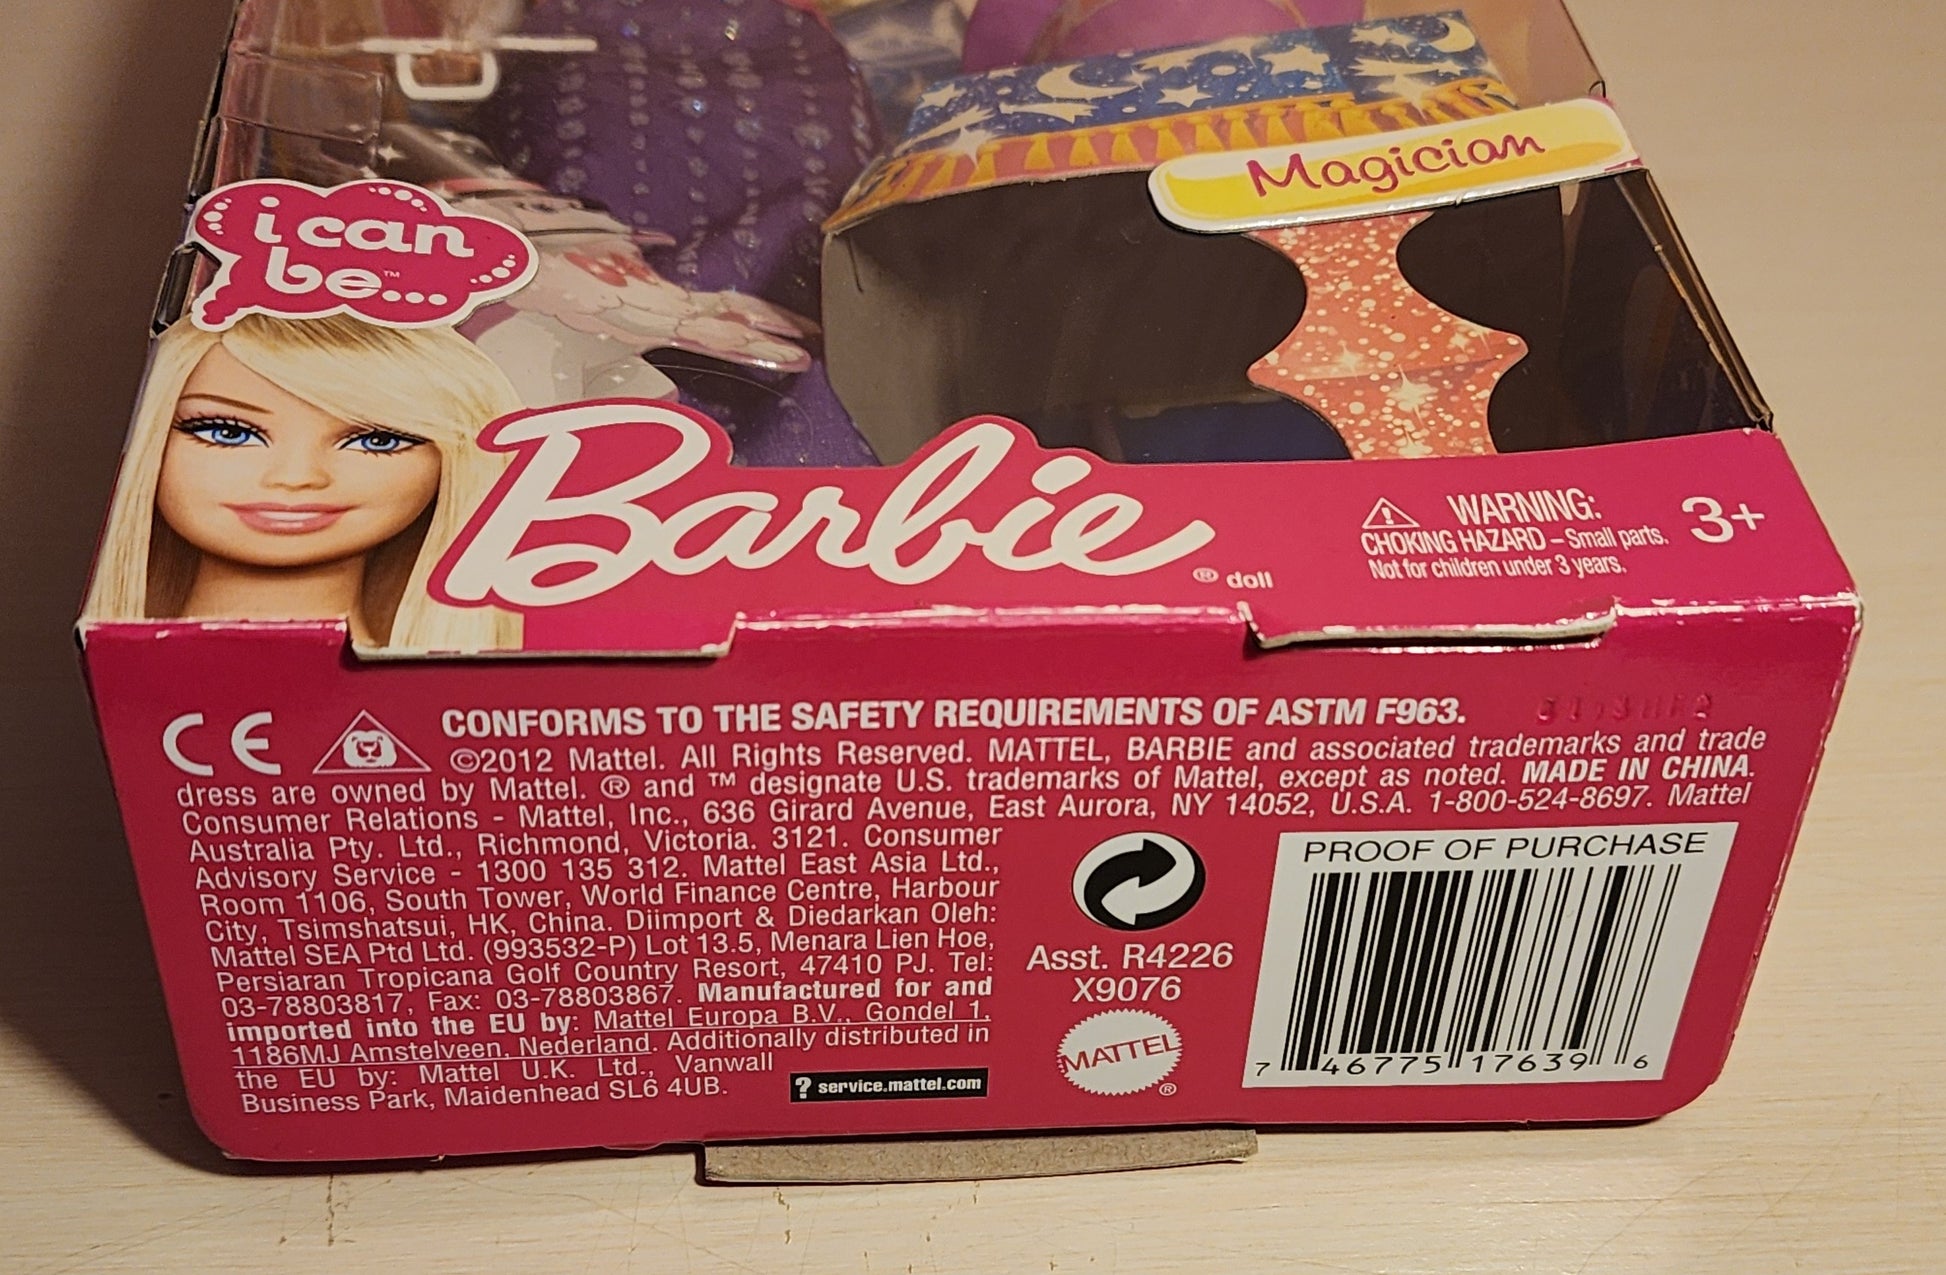 i can
be™...
Magician
Barbie® doll
WARNING:
CHOKING HAZARD – Small parts.
Not for children under 3 years.
3+
CE
CONFORMS TO THE SAFETY REQUIREMENTS OF ASTM F963.
©2012 Mattel. All Rights Reserved. MATTEL, BARBIE and associated trademarks and trade
dress are owned by Mattel. ® and ™ designate U.S. trademarks of Mattel, except as noted. MADE IN CHINA.
Consumer Relations - Mattel, Inc., 636 Girard Avenue, East Aurora, NY 14052, U.S.A. 1-800-524-8697. Mattel
Australia Pty. Ltd., Richmond, Victoria. 3121. Consumer
Advisory Service - 1300 135 312. Mattel East Asia Ltd.,
Room 1106, South Tower, World Finance Centre, Harbour
City, Tsimshatsui, HK, China. Diimport & Diedarkan Oleh:
Mattel SEA Ptd Ltd. (993532-P) Lot 13.5, Menara Lien Hoe,
Persiaran Tropicana Golf Country Resort, 47410 PJ. Tel:
03-78803817, Fax: 03-78803867. Manufactured for and
imported into the EU by: Mattel Europa B.V., Gondel 1,
1186MJ Amstelveen, Nederland. Additionally distributed in
the EU by: Mattel U.K. Ltd., Vanwall
Business Park, Maidenhead SL6 4UB.
? service.mattel.com
Asst. R4226
X9076
MATTEL®
PROOF OF PURCHASE
7 46775 17639 6